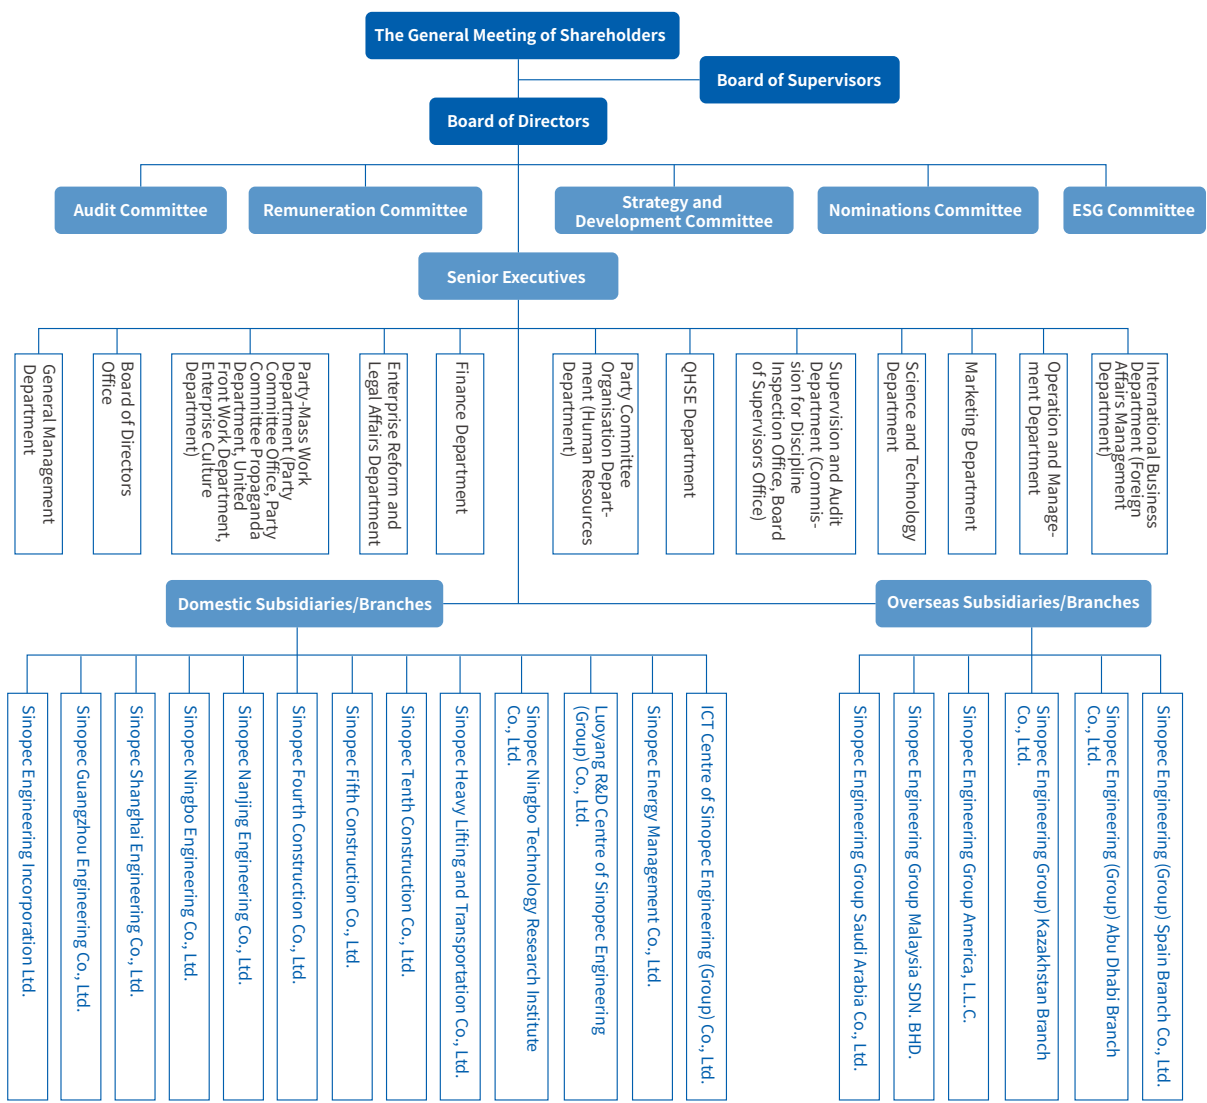 The General Meeting of Shareholders
Board of Supervisors
Board of Directors
Audit Committee
Remuneration Committee
Strategy and
Development Committee
Nominations Committee
ESG Committee
Senior Executives
General Management
Department
Board of Directors
Office
Party-Mass Work
Department (Party
Committee Office, Party
Committee Propaganda
Department, United
Front Work Department,
Enterprise Culture
Department)
Enterprise Reform and
Legal Affairs Department
Finance Department
Party Committee
Organisation Depart-
ment (Human Resources
Department)
QHSE Department
Supervision and Audit
Department (Commis-
sion for Discipline
Inspection Office, Board
of Supervisors Office)
Science and Technology
Department
Marketing Department
Operation and Manage-
ment Department
International Business
Department (Foreign
Affairs Management
Department)
Domestic Subsidiaries/Branches
Overseas Subsidiaries/Branches
Sinopec Engineering Incorporation Ltd.
Sinopec Guangzhou Engineering Co., Ltd.
Sinopec Shanghai Engineering Co., Ltd.
Sinopec Ningbo Engineering Co., Ltd.
Sinopec Nanjing Engineering Co., Ltd.
Sinopec Fourth Construction Co., Ltd.
Sinopec Fifth Construction Co., Ltd.
Sinopec Tenth Construction Co., Ltd.
Sinopec Heavy Lifting and Transportation Co., Ltd.
Sinopec Ningbo Technology Research Institute
Co., Ltd.
Luoyang R&D Centre of Sinopec Engineering
(Group) Co., Ltd.
Sinopec Energy Management Co., Ltd.
ICT Centre of Sinopec Engineering (Group) Co., Ltd.
Sinopec Engineering Group Saudi Arabia Co., Ltd.
Sinopec Engineering Group Malaysia SDN. BHD.
Sinopec Engineering Group America, L.L.C.
Sinopec Engineering Group) Kazakhstan Branch
Co., Ltd.
Sinopec Engineering (Group) Abu Dhabi Branch
Co., Ltd.
Sinopec Engineering (Group) Spain Branch Co., Ltd.